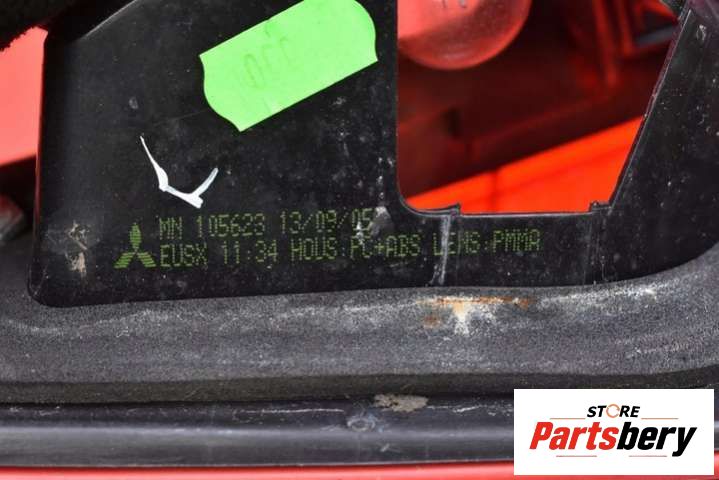 MN 105623 13/09/05
EUSX 11:34 HOUS:PC+ABS LENS:PMMA
STORE
Partsbery